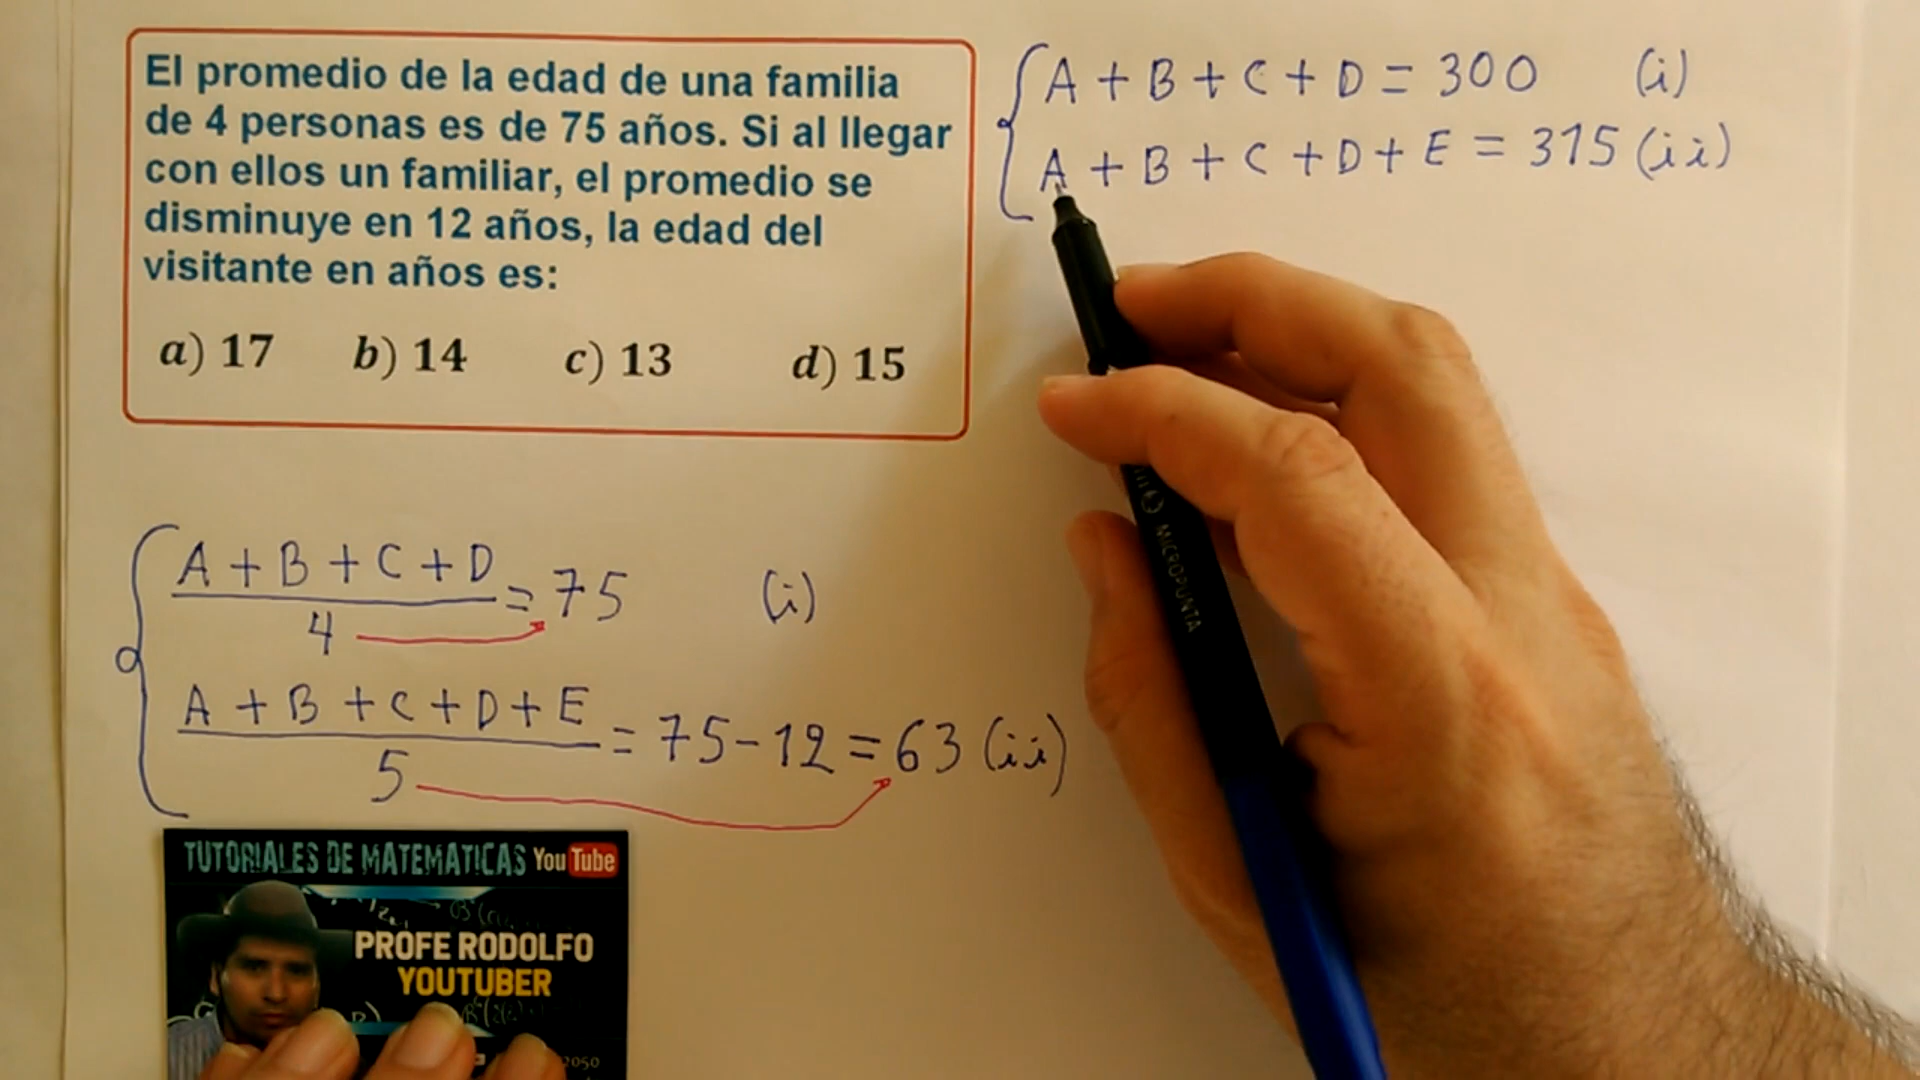 El promedio de la edad de una familia
de 4 personas es de 75 años. Si al llegar
con ellos un familiar, el promedio se
disminuye en 12 años, la edad del
visitante en años es:
a) 17 b) 14 c) 13 d) 15
A + B + C + D = 300 (i)
A + B + C + D + E = 315 (ii)
A + B + C + D
4
= 75 (i)
A + B + C + D + E
5
= 75 - 12 = 63 (ii)
MICROPUNTA
TUTORIALES DE MATEMATICAS YouTube
PROFE RODOLFO
YOUTUBER